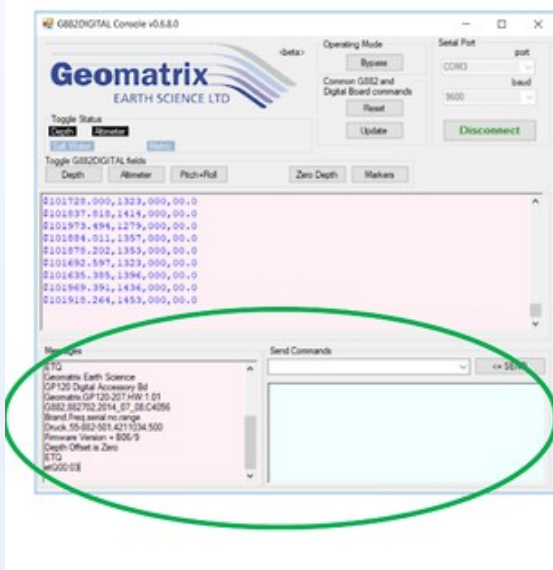 G882DIGITAL Console v0.6.8.0
<beta>
Geomatrix
EARTH SCIENCE LTD
Operating Mode
Bypass
Common G882 and
Digital Board commands
Reset
Update
Serial Port
port
COM3
baud
9600
Disconnect
Toggle Status
Depth Altimeter
Salt Water Metric
Toggle G882DIGITAL fields
Depth Altimeter Pitch+Roll Zero Depth Markers
$101728.000,1323,000,00.0
$101837.818,1414,000,00.0
$101973.494,1279,000,00.0
$101884.011,1357,000,00.0
$101878.202,1353,000,00.0
$101692.597,1323,000,00.0
$101635.385,1396,000,00.0
$101969.391,1436,000,00.0
$101918.264,1453,000,00.0
Messages
ETQ
Geomatrix Earth Science
GP120 Digital Accessory Bd
Geomatrix,GP120-207,HW:1.01
G882,882702,2014_07_08,C4056
Brand,Freq,serial no,range
Druck,55-882-501,4211034,500
Firmware Version = B06/9
Depth Offset is Zero
ETQ
Send Commands
<= SEND